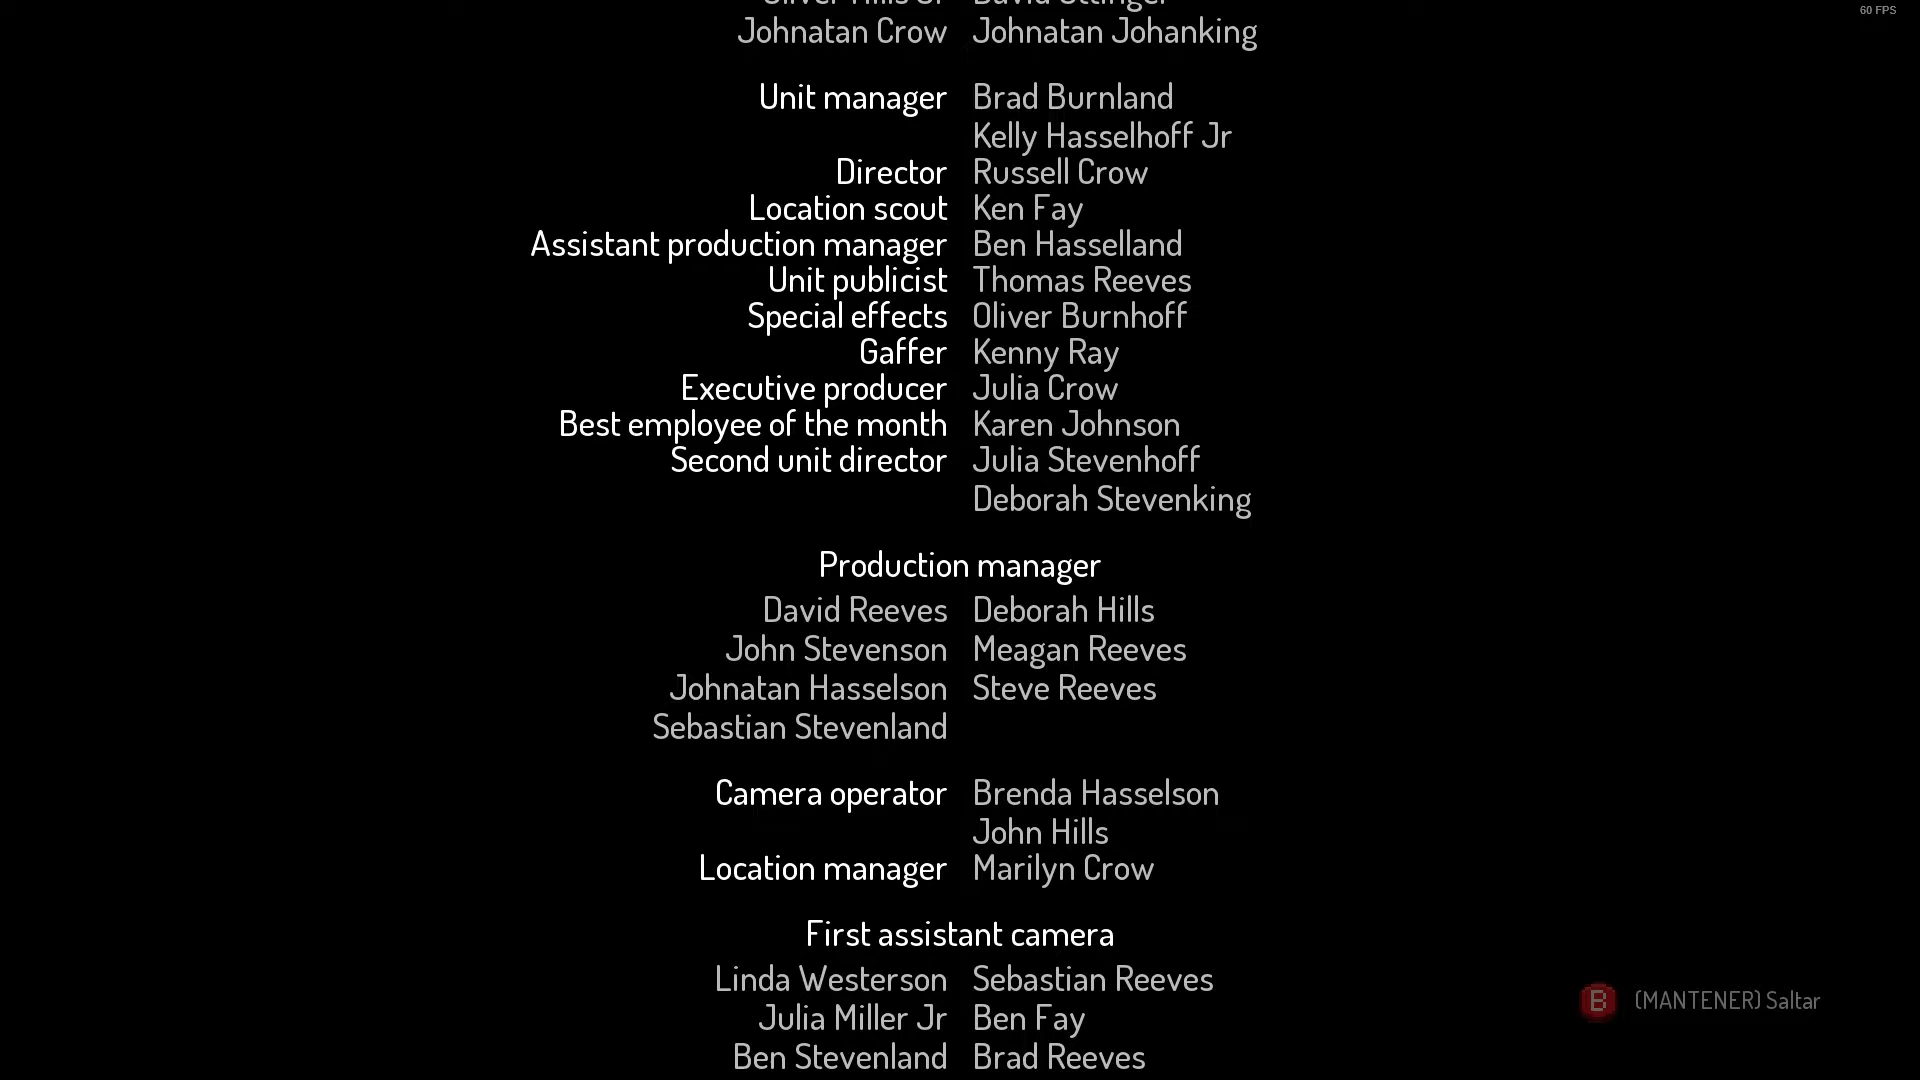 60 FPS
Johnatan Crow Johnatan Johanking
Unit manager Brad Burnland
Kelly Hasselhoff Jr
Director Russell Crow
Location scout Ken Fay
Assistant production manager Ben Hasselland
Unit publicist Thomas Reeves
Special effects Oliver Burnhoff
Gaffer Kenny Ray
Executive producer Julia Crow
Best employee of the month Karen Johnson
Second unit director Julia Stevenhoff
Deborah Stevenking
Production manager
David Reeves Deborah Hills
John Stevenson Meagan Reeves
Johnatan Hasselson Steve Reeves
Sebastian Stevenland
Camera operator Brenda Hasselson
John Hills
Location manager Marilyn Crow
First assistant camera
Linda Westerson Sebastian Reeves
Julia Miller Jr Ben Fay
B (MANTENER) Saltar
Ben Stevenland Brad Reeves